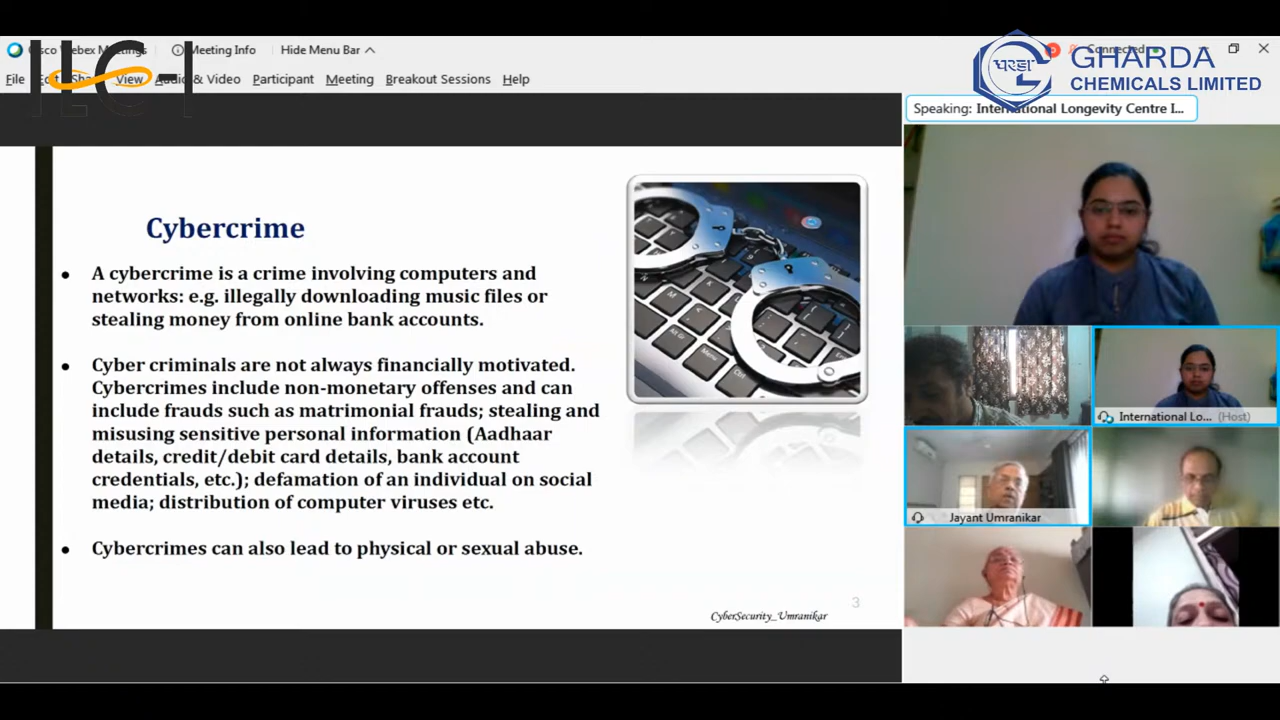 ILC-I
Cisco Webex Meetings
Meeting Info
Hide Menu Bar
Connected
GHARDA
CHEMICALS LIMITED
घरडा
File
View
Audio & Video
Participant
Meeting
Breakout Sessions
Help
Speaking: International Longevity Centre I...
Cybercrime
• A cybercrime is a crime involving computers and
networks: e.g. illegally downloading music files or
stealing money from online bank accounts.
• Cyber criminals are not always financially motivated.
Cybercrimes include non-monetary offenses and can
include frauds such as matrimonial frauds; stealing and
misusing sensitive personal information (Aadhaar
details, credit/debit card details, bank account
credentials, etc.); defamation of an individual on social
media; distribution of computer viruses etc.
• Cybercrimes can also lead to physical or sexual abuse.
3
CyberSecurity_Umranikar
International Lo... (Host)
Jayant Umranikar